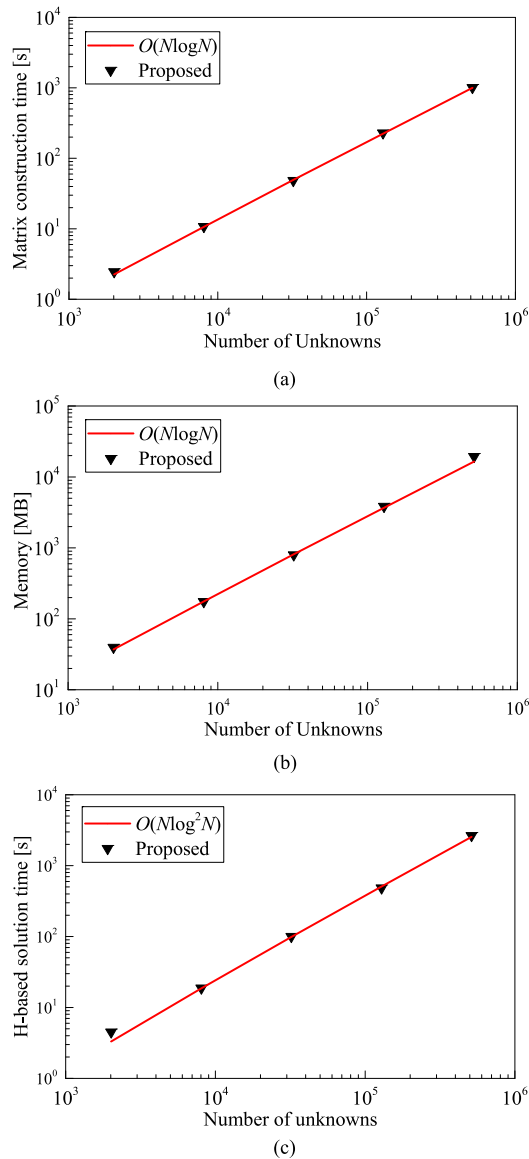 10^4
10^3
10^2
10^1
10^0
Matrix construction time [s]
O(NlogN)
Proposed
10^3 10^4 10^5 10^6
Number of Unknowns
(a)
10^5
10^4
10^3
10^2
10^1
Memory [MB]
O(NlogN)
Proposed
10^3 10^4 10^5 10^6
Number of Unknowns
(b)
10^4
10^3
10^2
10^1
10^0
H-based solution time [s]
O(Nlog^2N)
Proposed
10^3 10^4 10^5 10^6
Number of unknowns
(c)